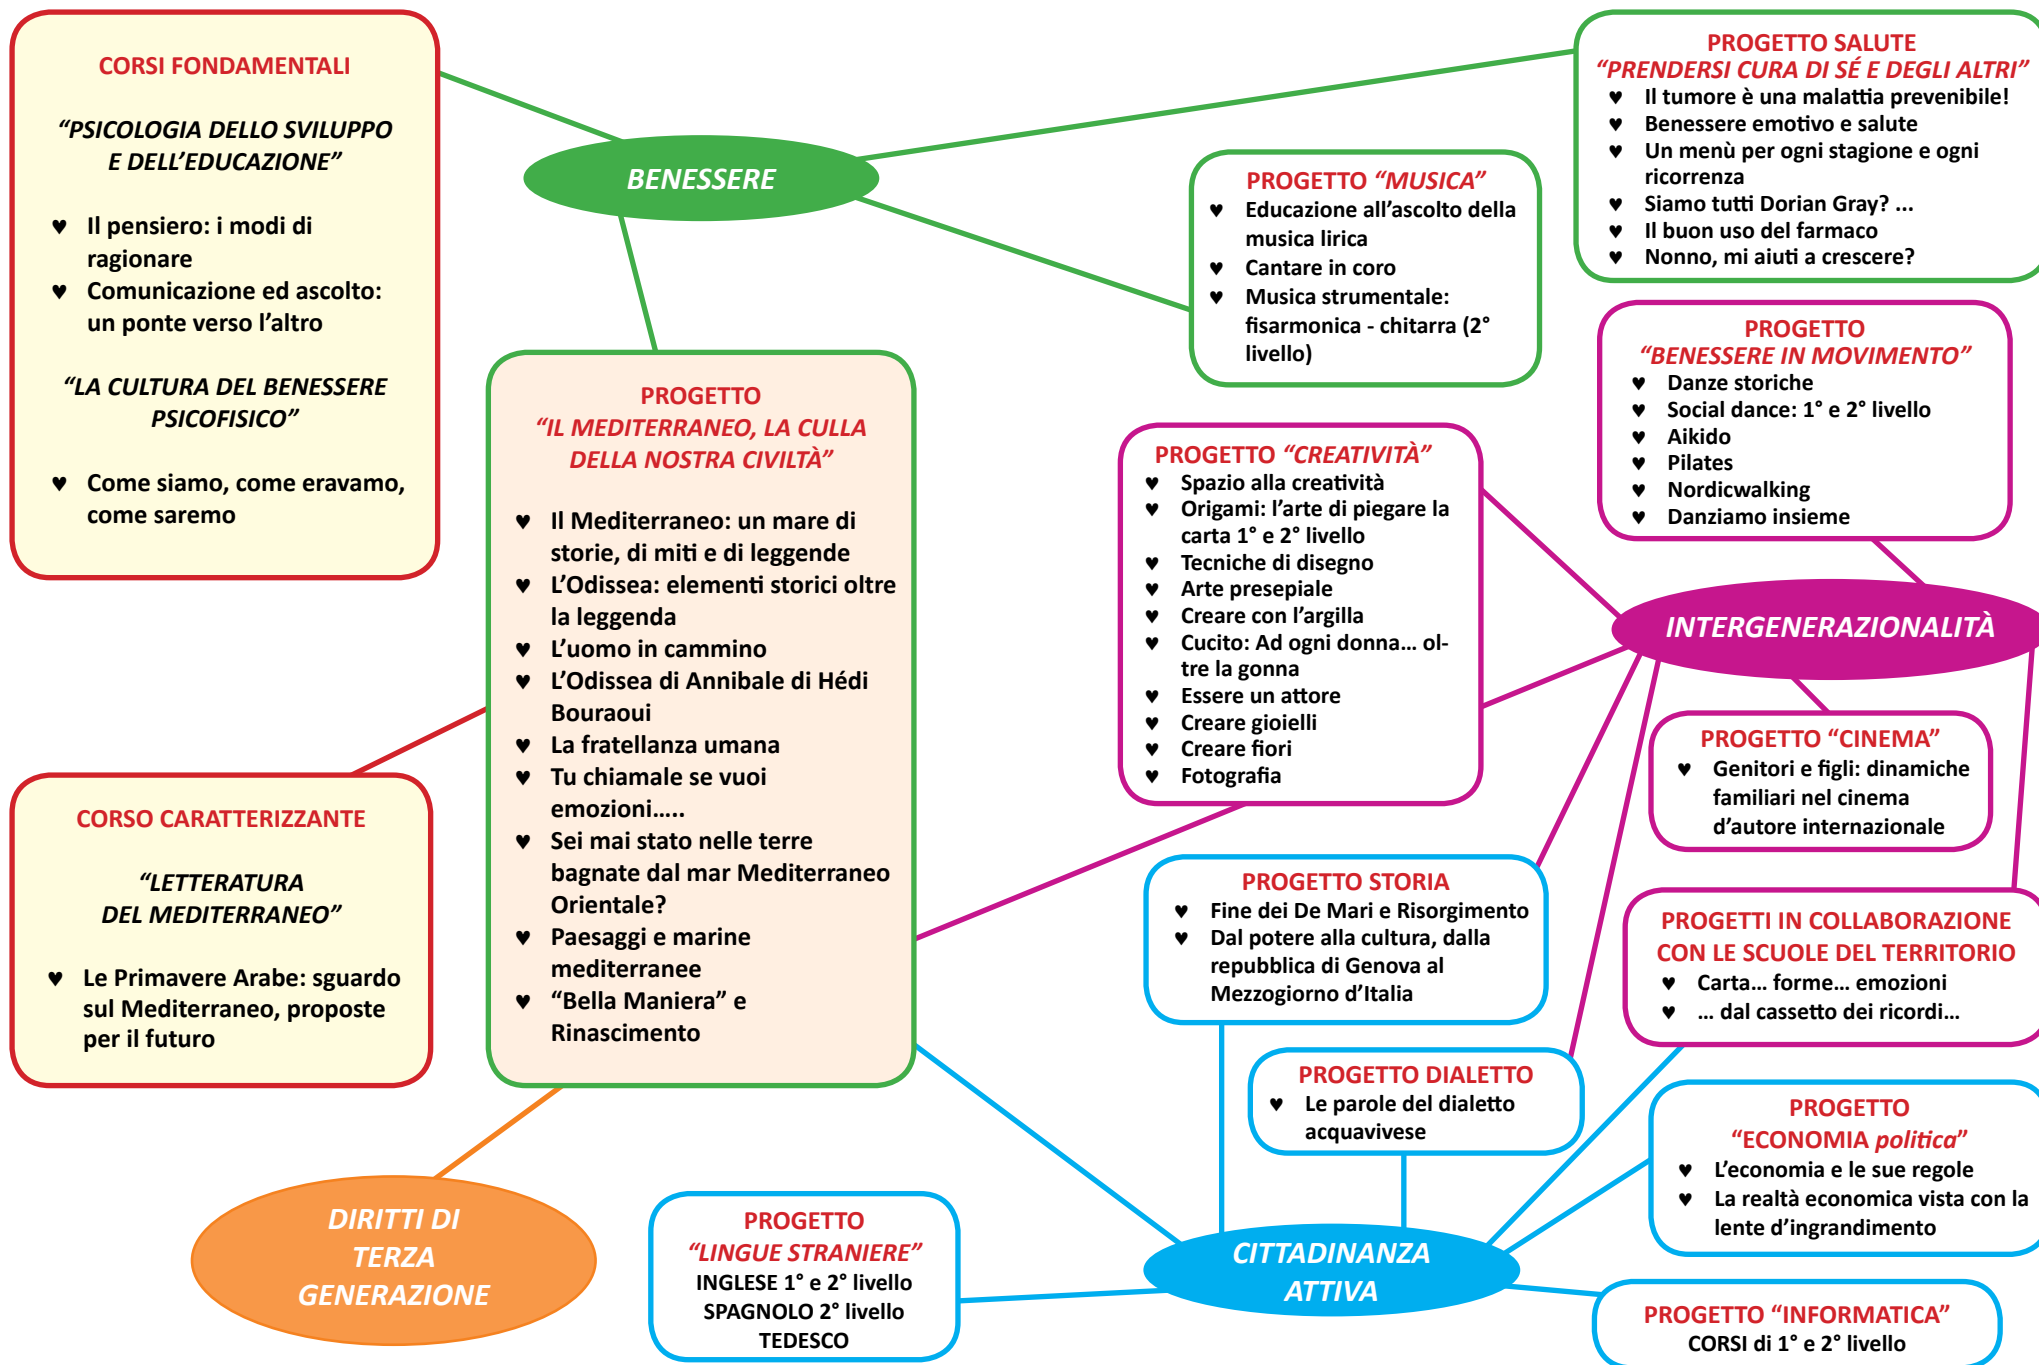 CORSI FONDAMENTALI
“PSICOLOGIA DELLO SVILUPPO
E DELL’EDUCAZIONE”
♥ Il pensiero: i modi di
ragionare
♥ Comunicazione ed ascolto:
un ponte verso l’altro
“LA CULTURA DEL BENESSERE
PSICOFISICO”
♥ Come siamo, come eravamo,
come saremo
BENESSERE
PROGETTO SALUTE
“PRENDERSI CURA DI SÉ E DEGLI ALTRI”
♥ Il tumore è una malattia prevenibile!
♥ Benessere emotivo e salute
♥ Un menù per ogni stagione e ogni
ricorrenza
♥ Siamo tutti Dorian Gray? ...
♥ Il buon uso del farmaco
♥ Nonno, mi aiuti a crescere?
PROGETTO “MUSICA”
♥ Educazione all’ascolto della
musica lirica
♥ Cantare in coro
♥ Musica strumentale:
fisarmonica - chitarra (2°
livello)
PROGETTO
“BENESSERE IN MOVIMENTO”
♥ Danze storiche
♥ Social dance: 1° e 2° livello
♥ Aikido
♥ Pilates
♥ Nordicwalking
♥ Danziamo insieme
PROGETTO
“IL MEDITERRANEO, LA CULLA
DELLA NOSTRA CIVILTÀ”
♥ Il Mediterraneo: un mare di
storie, di miti e di leggende
♥ L’Odissea: elementi storici oltre
la leggenda
♥ L’uomo in cammino
♥ L’Odissea di Annibale di Hédi
Bouraoui
♥ La fratellanza umana
♥ Tu chiamale se vuoi
emozioni…..
♥ Sei mai stato nelle terre
bagnate dal mar Mediterraneo
Orientale?
♥ Paesaggi e marine
mediterranee
♥ “Bella Maniera” e
Rinascimento
PROGETTO “CREATIVITÀ”
♥ Spazio alla creatività
♥ Origami: l’arte di piegare la
carta 1° e 2° livello
♥ Tecniche di disegno
♥ Arte presepiale
♥ Creare con l’argilla
♥ Cucito: Ad ogni donna… ol-
tre la gonna
♥ Essere un attore
♥ Creare gioielli
♥ Creare fiori
♥ Fotografia
INTERGENERAZIONALITÀ
PROGETTO “CINEMA”
♥ Genitori e figli: dinamiche
familiari nel cinema
d’autore internazionale
CORSO CARATTERIZZANTE
“LETTERATURA
DEL MEDITERRANEO”
♥ Le Primavere Arabe: sguardo
sul Mediterraneo, proposte
per il futuro
PROGETTO STORIA
♥ Fine dei De Mari e Risorgimento
♥ Dal potere alla cultura, dalla
repubblica di Genova al
Mezzogiorno d’Italia
PROGETTI IN COLLABORAZIONE
CON LE SCUOLE DEL TERRITORIO
♥ Carta… forme… emozioni
♥ … dal cassetto dei ricordi…
PROGETTO DIALETTO
♥ Le parole del dialetto
acquavivese
PROGETTO
“ECONOMIA politica”
♥ L’economia e le sue regole
♥ La realtà economica vista con la
lente d’ingrandimento
DIRITTI DI
TERZA
GENERAZIONE
PROGETTO
“LINGUE STRANIERE”
INGLESE 1° e 2° livello
SPAGNOLO 2° livello
TEDESCO
CITTADINANZA
ATTIVA
PROGETTO “INFORMATICA”
CORSI di 1° e 2° livello